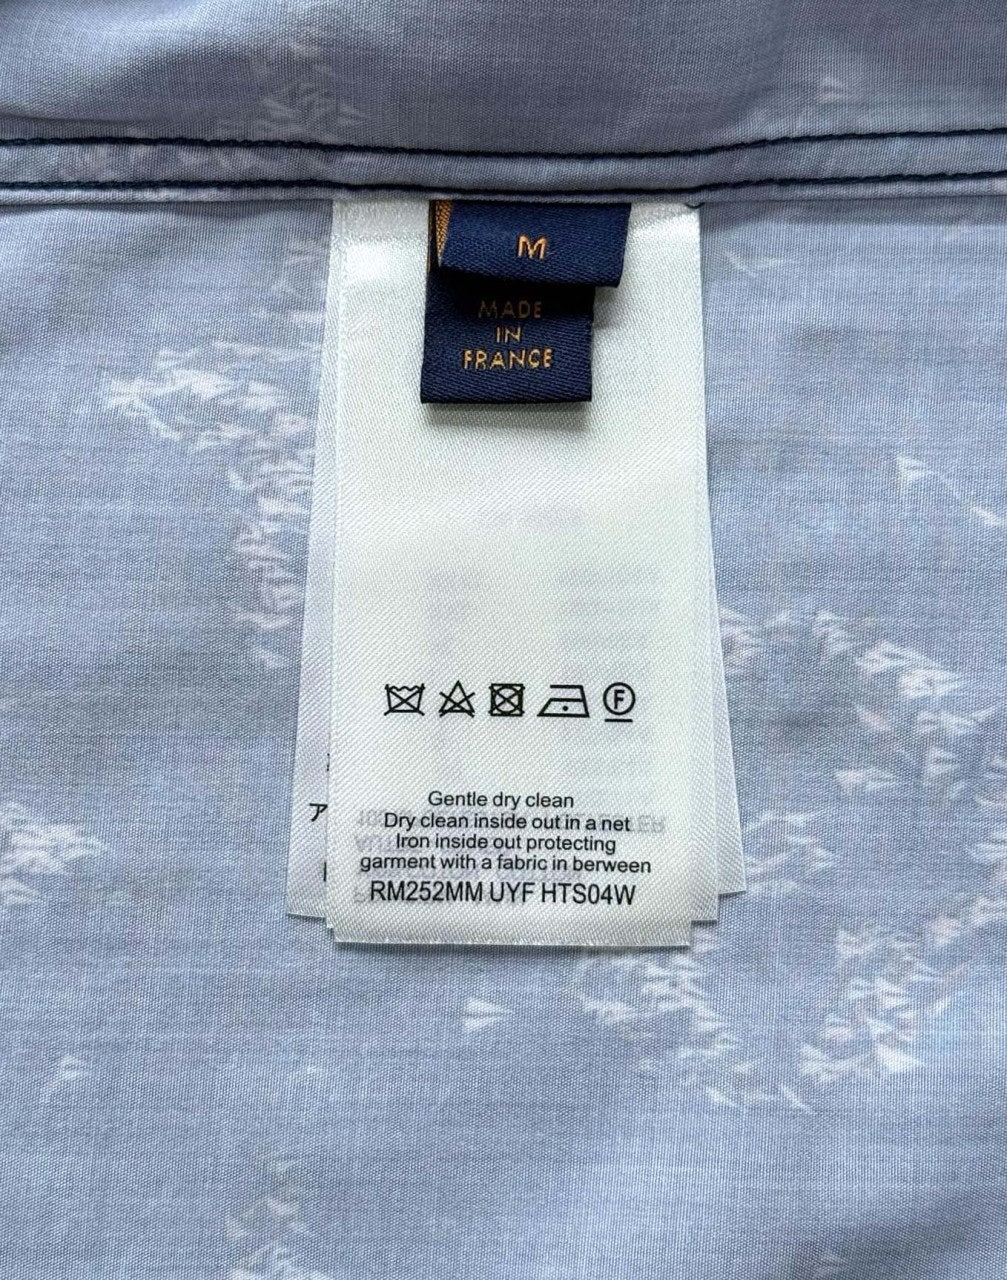 M
MADE
IN
FRANCE
F
ア
Gentle dry clean
Dry clean inside out in a net
Iron inside out protecting
garment with a fabric in berween
RM252MM UYF HTS04W